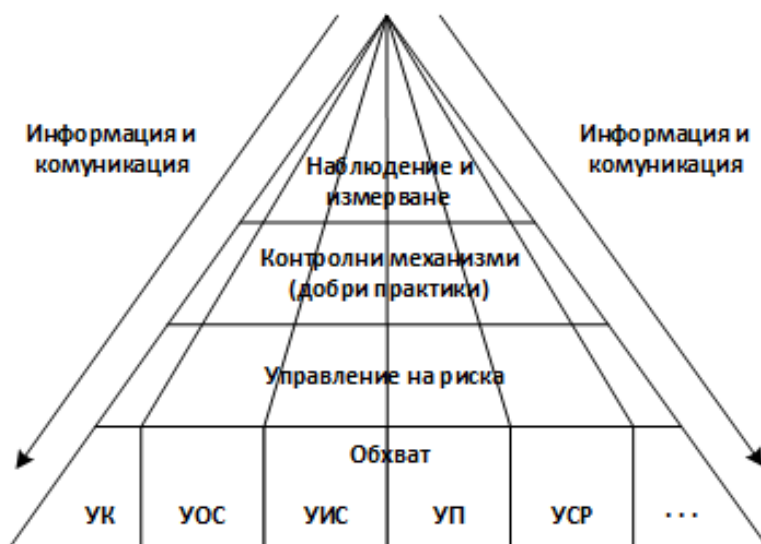 Информация и
комуникация
Информация и
комуникация
Наблюдение и
измерване
Контролни механизми
(добри практики)
Управление на риска
Обхват
УК УОС УИС УП УСР ...